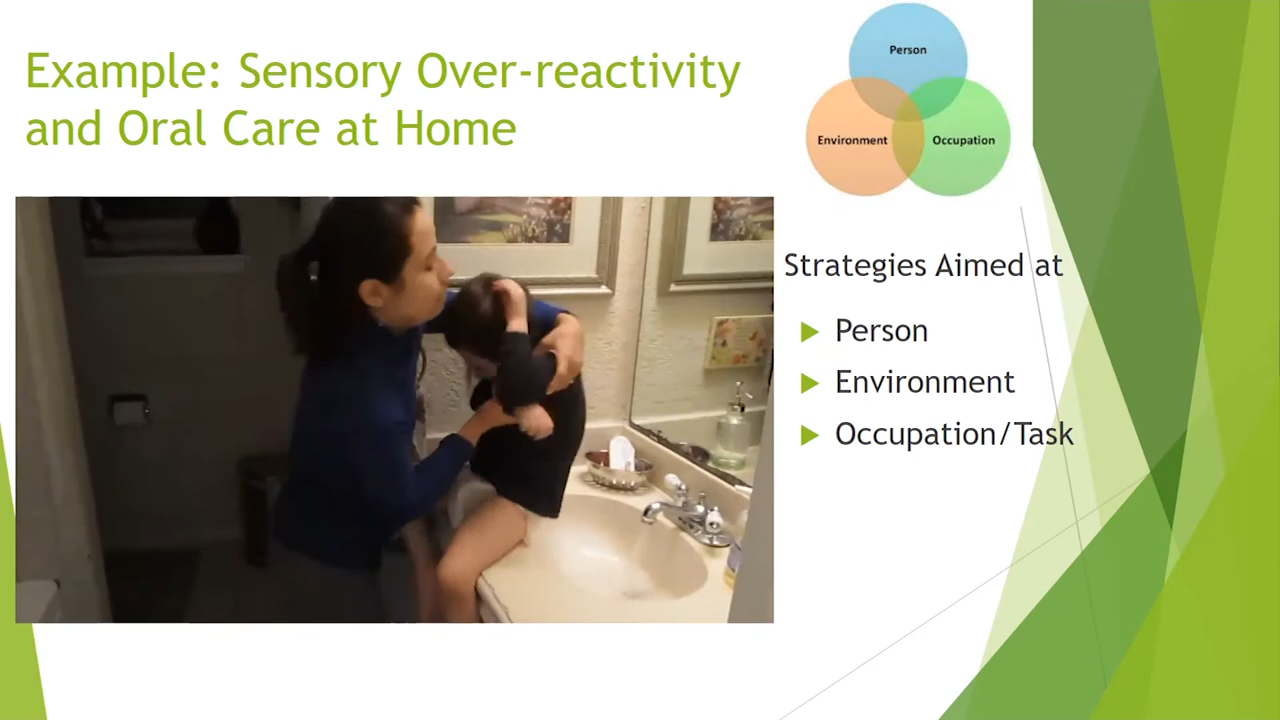 Example: Sensory Over-reactivity
and Oral Care at Home
Person
Environment
Occupation
Strategies Aimed at
Person
Environment
Occupation/Task